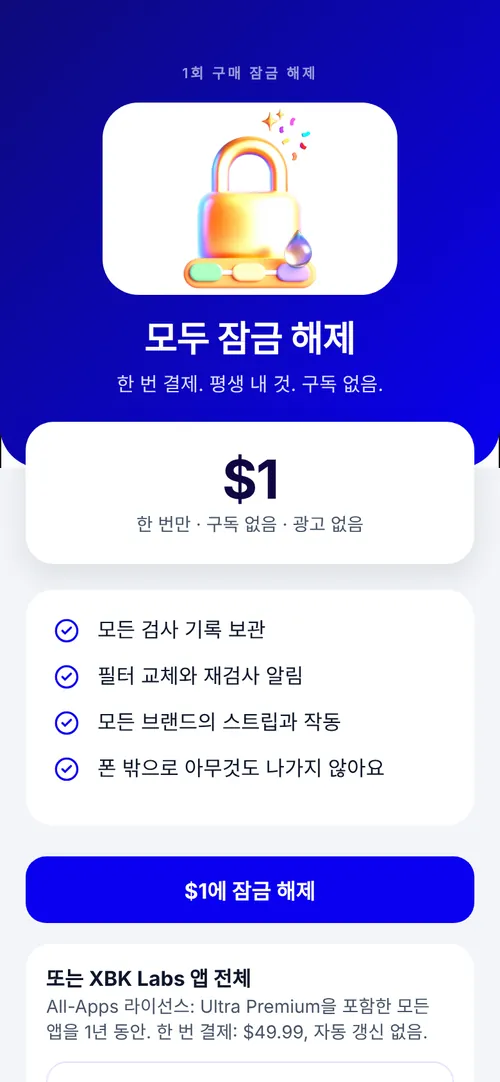 1회 구매 잠금 해제
모두 잠금 해제
한 번 결제. 평생 내 것. 구독 없음.
$1
한 번만 · 구독 없음 · 광고 없음
모든 검사 기록 보관
필터 교체와 재검사 알림
모든 브랜드의 스트립과 작동
폰 밖으로 아무것도 나가지 않아요
$1에 잠금 해제
또는 XBK Labs 앱 전체
All-Apps 라이선스: Ultra Premium을 포함한 모든
앱을 1년 동안. 한 번 결제: $49.99, 자동 갱신 없음.